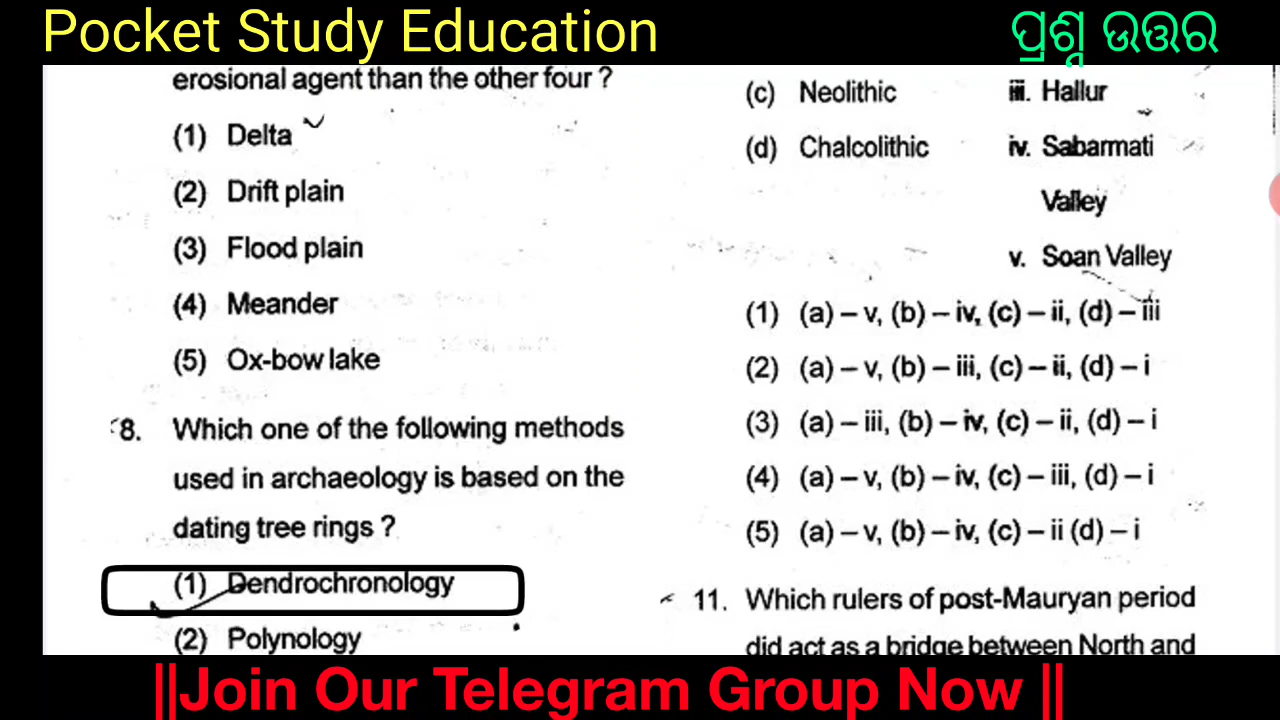 Pocket Study Education
ପ୍ରଶ୍ନ ଉତ୍ତର
erosional agent than the other four ?
(1) Delta
(2) Drift plain
(3) Flood plain
(4) Meander
(5) Ox-bow lake
8. Which one of the following methods
used in archaeology is based on the
dating tree rings ?
(1) Dendrochronology
(2) Polynology
(c) Neolithic iii. Hallur
(d) Chalcolithic iv. Sabarmati
Valley
v. Soan Valley
(1) (a) – v, (b) – iv, (c) – ii, (d) – iii
(2) (a) – v, (b) – iii, (c) – ii, (d) – i
(3) (a) – iii, (b) – iv, (c) – ii, (d) – i
(4) (a) – v, (b) – iv, (c) – iii, (d) – i
(5) (a) – v, (b) – iv, (c) – ii (d) – i
11. Which rulers of post-Mauryan period
did act as a bridge between North and
||Join Our Telegram Group Now ||